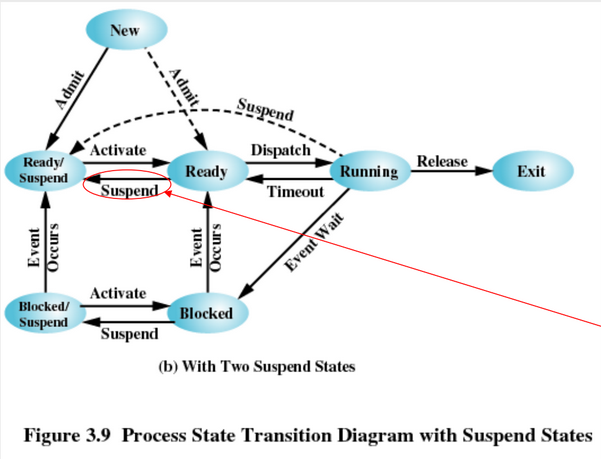 New
Admit
Admit
Suspend
Ready/
Suspend
Activate
Suspend
Ready
Dispatch
Timeout
Running
Release
Exit
Event
Occurs
Event
Occurs
Event Wait
Blocked/
Suspend
Activate
Suspend
Blocked
(b) With Two Suspend States
Figure 3.9 Process State Transition Diagram with Suspend States